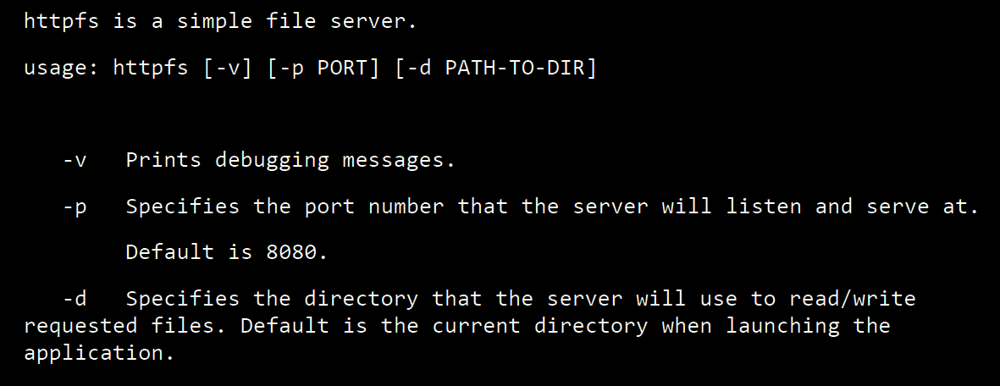 httpfs is a simple file server.
usage: httpfs [-v] [-p PORT] [-d PATH-TO-DIR]
-v Prints debugging messages.
-p Specifies the port number that the server will listen and serve at.
Default is 8080.
-d Specifies the directory that the server will use to read/write
requested files. Default is the current directory when launching the
application.